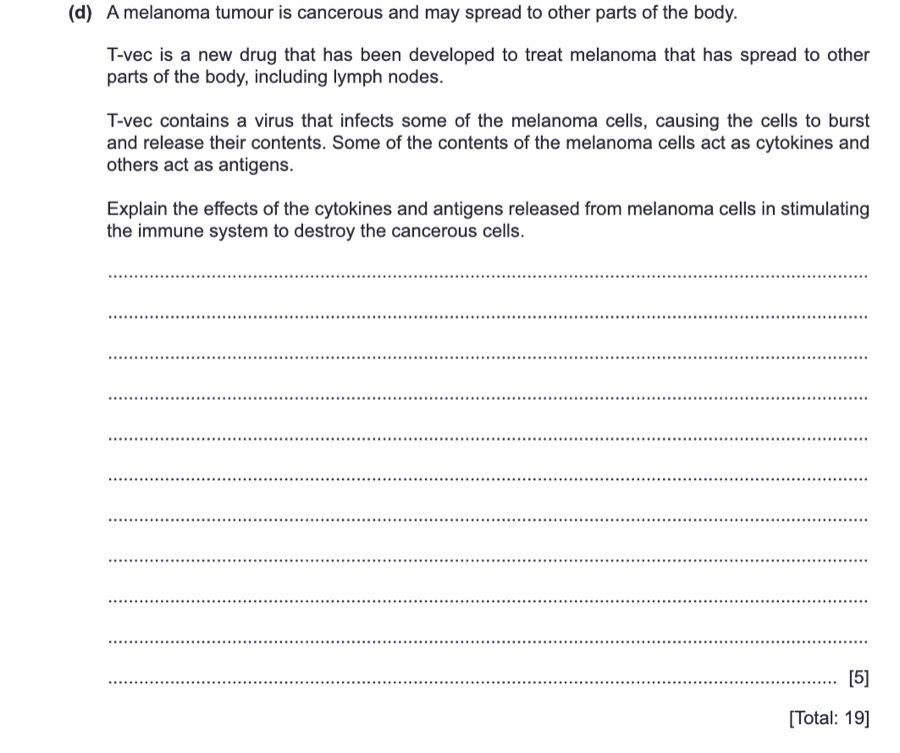 (d) A melanoma tumour is cancerous and may spread to other parts of the body.
T-vec is a new drug that has been developed to treat melanoma that has spread to other
parts of the body, including lymph nodes.
T-vec contains a virus that infects some of the melanoma cells, causing the cells to burst
and release their contents. Some of the contents of the melanoma cells act as cytokines and
others act as antigens.
Explain the effects of the cytokines and antigens released from melanoma cells in stimulating
the immune system to destroy the cancerous cells.
[5]
[Total: 19]